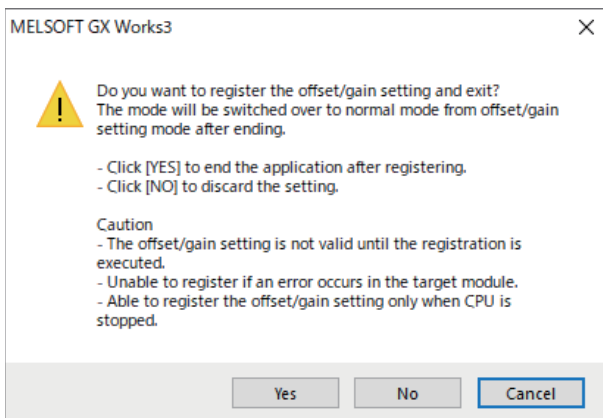 MELSOFT GX Works3
Do you want to register the offset/gain setting and exit?
The mode will be switched over to normal mode from offset/gain
setting mode after ending.
- Click [YES] to end the application after registering.
- Click [NO] to discard the setting.
Caution
- The offset/gain setting is not valid until the registration is
executed.
- Unable to register if an error occurs in the target module.
- Able to register the offset/gain setting only when CPU is
stopped.
Yes
No
Cancel